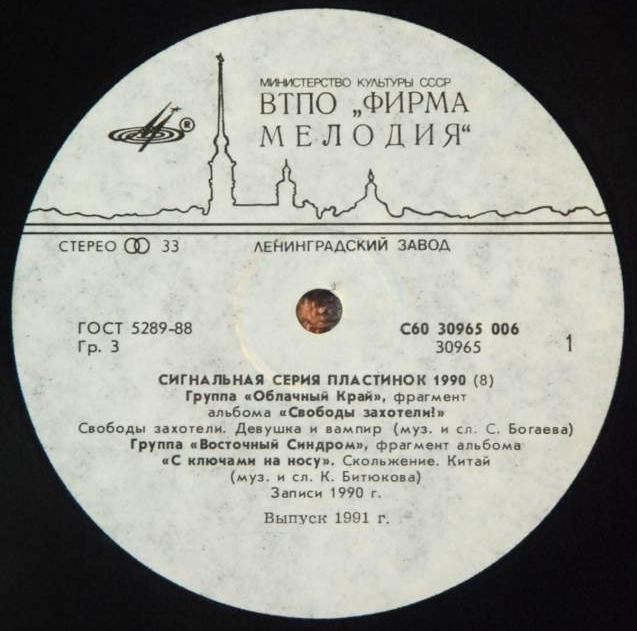 МИНИСТЕРСТВО КУЛЬТУРЫ СССР
ВТПО „ФИРМА
МЕЛОДИЯ“
®
СТЕРЕО 33
ЛЕНИНГРАДСКИЙ ЗАВОД
ГОСТ 5289-88
Гр. 3
С60 30965 006
30965
1
СИГНАЛЬНАЯ СЕРИЯ ПЛАСТИНОК 1990 (8)
Группа «Облачный Край», фрагмент
альбома «Свободы захотели!»
Свободы захотели. Девушка и вампир (муз. и сл. С. Богаева)
Группа «Восточный Синдром», фрагмент альбома
«С ключами на носу». Скольжение. Китай
(муз. и сл. К. Битюкова)
Записи 1990 г.
Выпуск 1991 г.